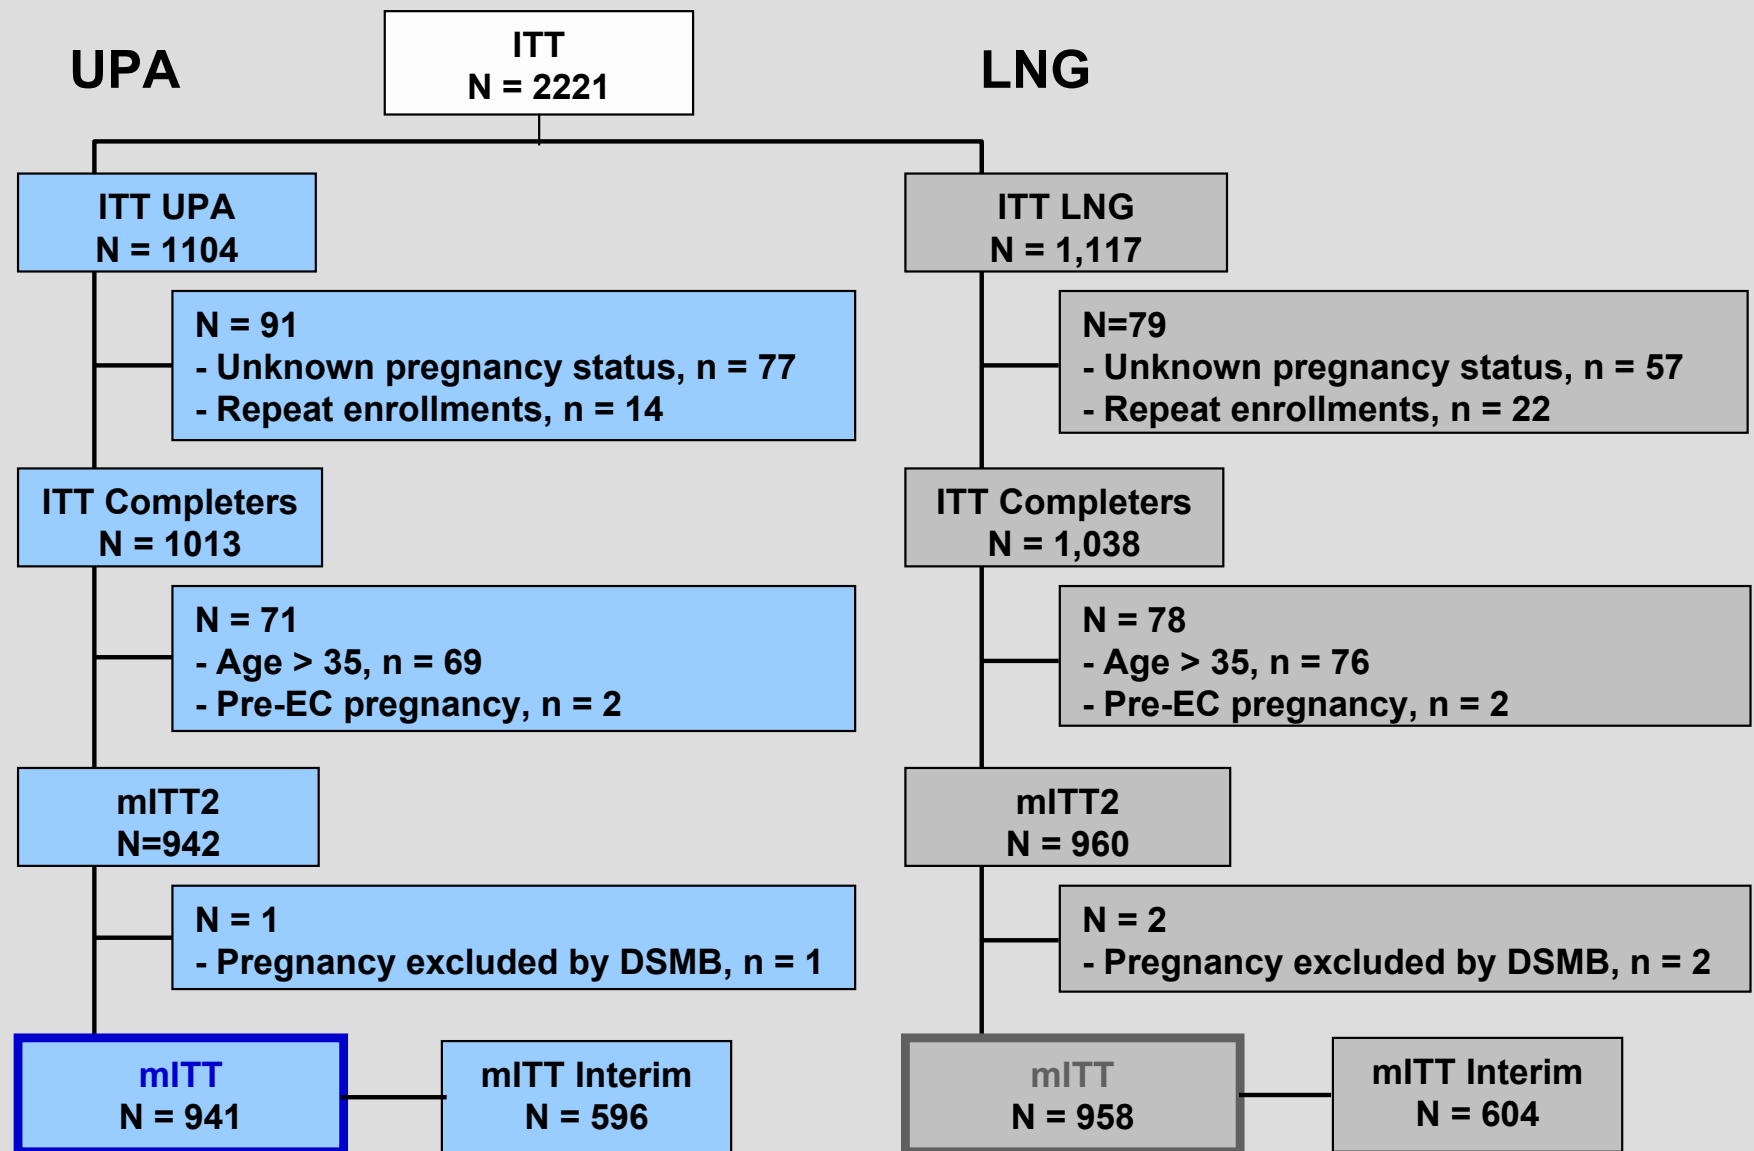 UPA
ITT
N = 2221
LNG
ITT UPA
N = 1104
ITT LNG
N = 1,117
N = 91
- Unknown pregnancy status, n = 77
- Repeat enrollments, n = 14
N=79
- Unknown pregnancy status, n = 57
- Repeat enrollments, n = 22
ITT Completers
N = 1013
ITT Completers
N = 1,038
N = 71
- Age > 35, n = 69
- Pre-EC pregnancy, n = 2
N = 78
- Age > 35, n = 76
- Pre-EC pregnancy, n = 2
mITT2
N=942
mITT2
N = 960
N = 1
- Pregnancy excluded by DSMB, n = 1
N = 2
- Pregnancy excluded by DSMB, n = 2
mITT
N = 941
mITT Interim
N = 596
mITT
N = 958
mITT Interim
N = 604